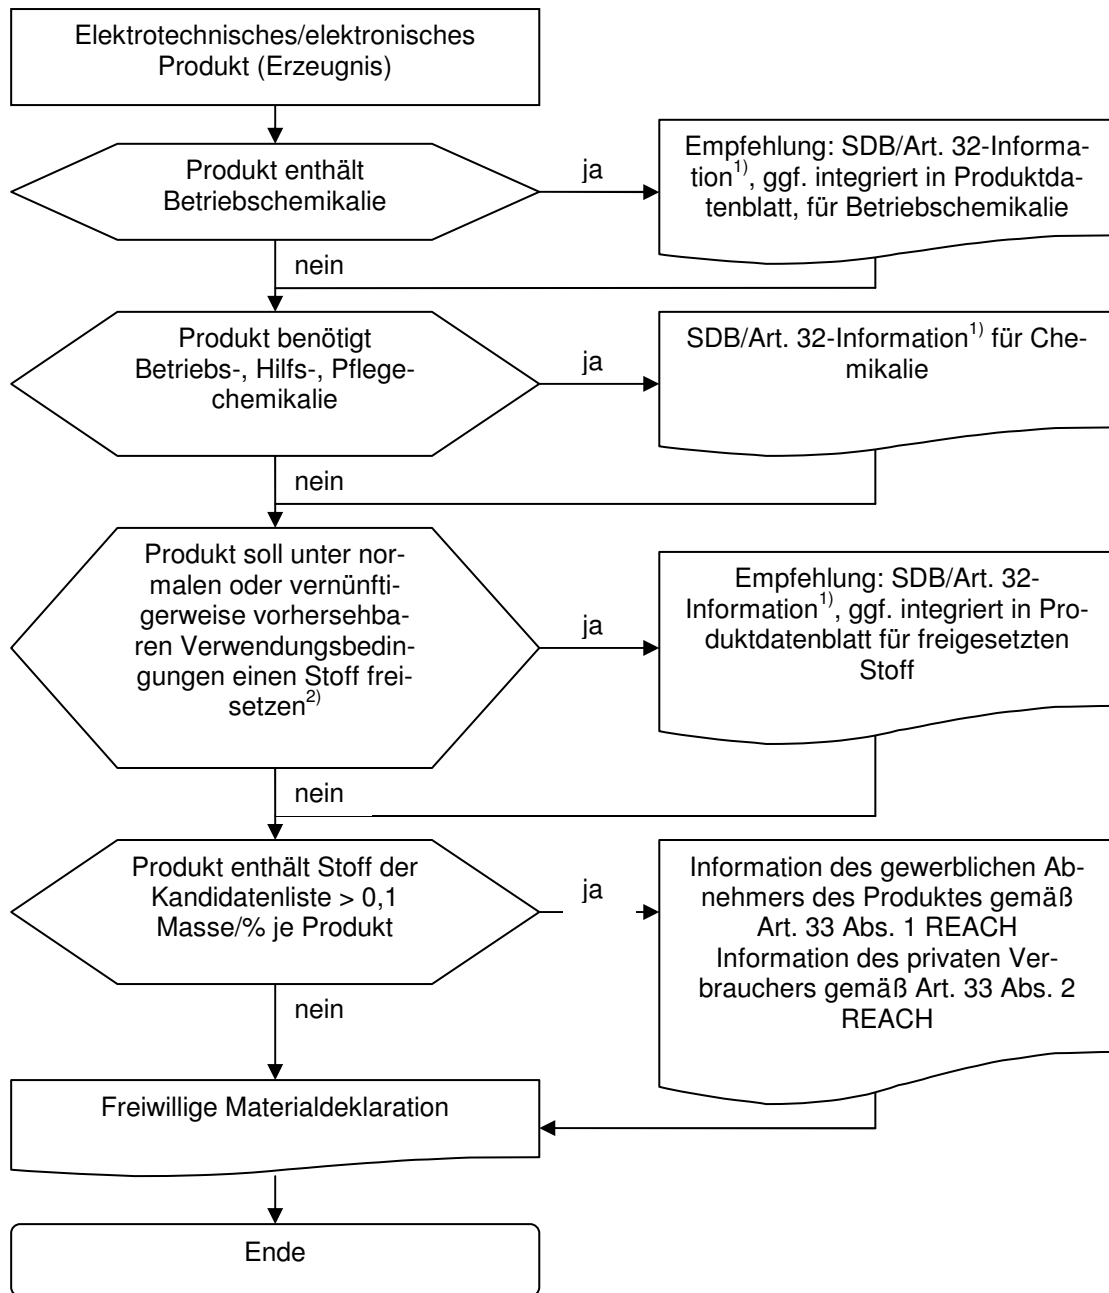 Elektrotechnisches/elektronisches
Produkt (Erzeugnis)
Produkt enthält
Betriebschemikalie
ja
Empfehlung: SDB/Art. 32-Informa-
tion1), ggf. integriert in Produktda-
tenblatt, für Betriebschemikalie
nein
Produkt benötigt
Betriebs-, Hilfs-, Pflege-
chemikalie
ja
SDB/Art. 32-Information1) für Che-
mikalie
nein
Produkt soll unter nor-
malen oder vernünfti-
gerweise vorhersehba-
ren Verwendungsbedin-
gungen einen Stoff frei-
setzen2)
ja
Empfehlung: SDB/Art. 32-
Information1), ggf. integriert in Pro-
duktdatenblatt für freigesetzten
Stoff
nein
Produkt enthält Stoff der
Kandidatenliste > 0,1
Masse/% je Produkt
ja
Information des gewerblichen Ab-
nehmers des Produktes gemäß
Art. 33 Abs. 1 REACH
Information des privaten Ver-
brauchers gemäß Art. 33 Abs. 2
REACH
nein
Freiwillige Materialdeklaration
Ende